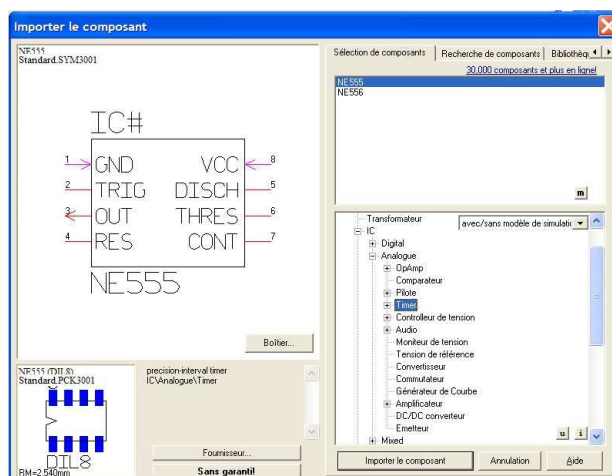 Importer le composant
NE555
Standard.SYM3001
IC#
1 GND VCC 8
2 TRIG DISCH 5
3 OUT THRES 6
4 RES CONT 7
NE555
Boîtier...
NE555 (DIL8)
Standard.PCK3001
DIL8
RM=2.540mm
precision-interval timer
IC\Analogue\Timer
Fournisseur...
Sans garanti!
Sélection de composants Recherche de composants Bibliothèq
30,000 composants et plus en ligne!
NE555
NE556
m
avec/sans modèle de simulatic
Transformateur
IC
Digital
Analogue
OpAmp
Comparateur
Pilote
Timer
Controlleur de tension
Audio
Moniteur de tension
Tension de référence
Convertisseur
Commutateur
Générateur de Courbe
Amplificateur
DC/DC converteur
Emetteur
Mixed
u i
Importer le composant Annulation Aide